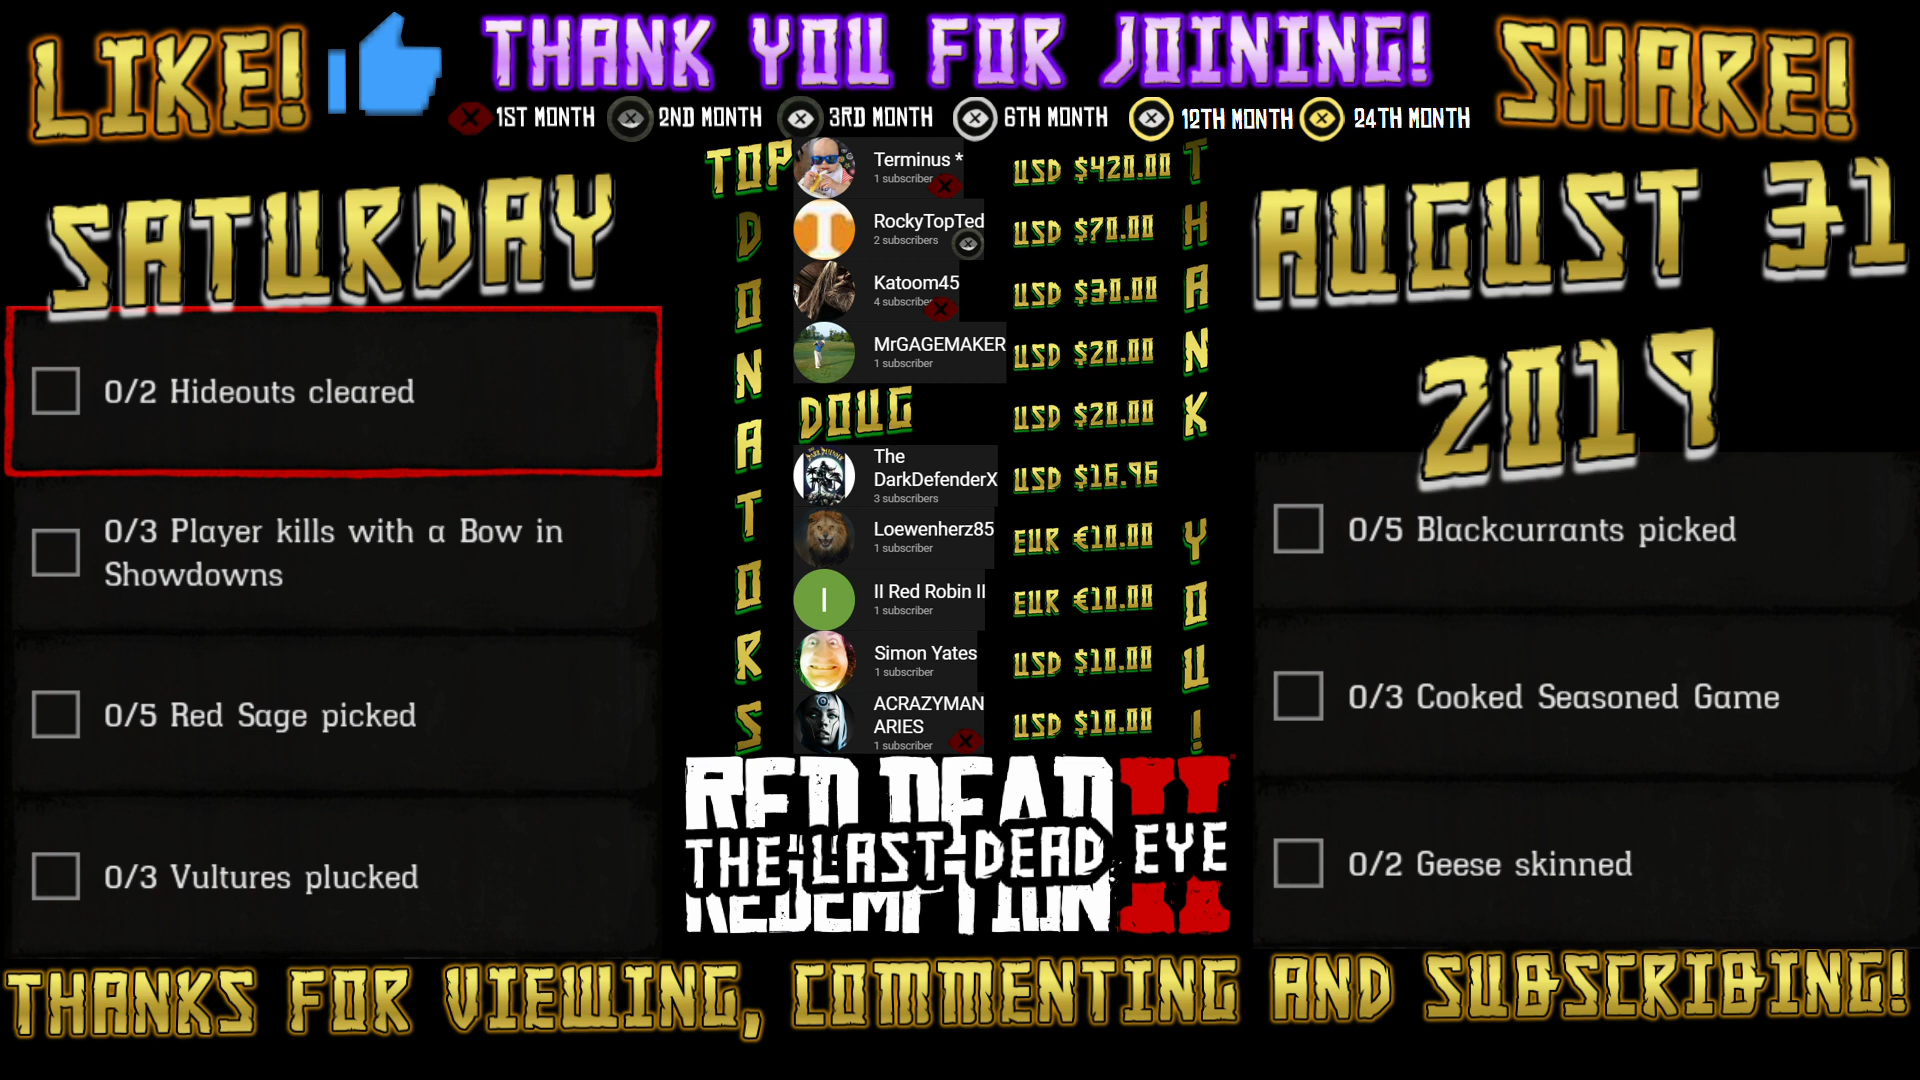 LIKE!
THANK YOU FOR JOINING!
SHARE!
1ST MONTH
2ND MONTH
3RD MONTH
6TH MONTH
12TH MONTH
24TH MONTH
SATURDAY
AUGUST 31
2019
0/2 Hideouts cleared
0/3 Player kills with a Bow in
Showdowns
0/5 Red Sage picked
0/3 Vultures plucked
TOP
DONATORS
Terminus *
1 subscriber
USD $420.00
RockyTopTed
2 subscribers
USD $70.00
Katoom45
4 subscriber
USD $30.00
MrGAGEMAKER
1 subscriber
USD $20.00
DOUG
USD $20.00
The
DarkDefenderX
3 subscribers
USD $16.96
Loewenherz85
1 subscriber
EUR €10.00
I
II Red Robin II
1 subscriber
EUR €10.00
Simon Yates
1 subscriber
USD $10.00
ACRAZYMAN
ARIES
1 subscriber
USD $10.00
THANK
YOU!
0/5 Blackcurrants picked
0/3 Cooked Seasoned Game
0/2 Geese skinned
RED DEAD II
THE LAST DEAD EYE
REDEMPTION
THANKS FOR VIEWING, COMMENTING AND SUBSCRIBING!